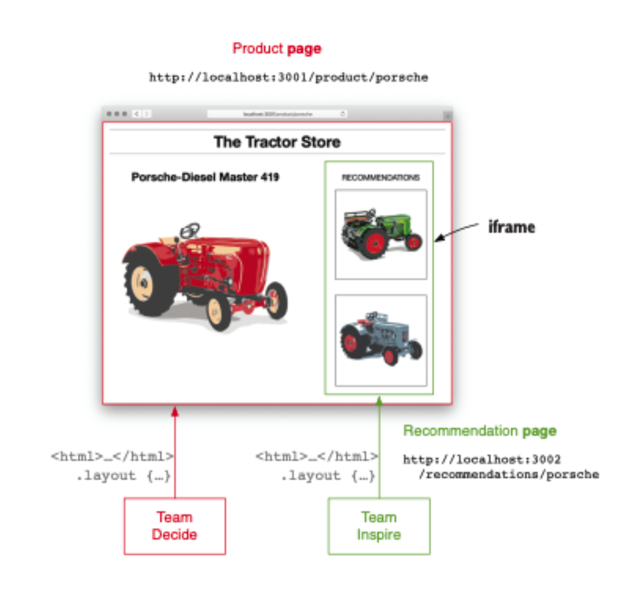 Product page
http://localhost:3001/product/porsche
localhost:3001/product/porsche
The Tractor Store
Porsche-Diesel Master 419
RECOMMENDATIONS
iframe
<html>…</html>
.layout {…}
Team
Decide
<html>…</html>
.layout {…}
Team
Inspire
Recommendation page
http://localhost:3002
/recommendations/porsche